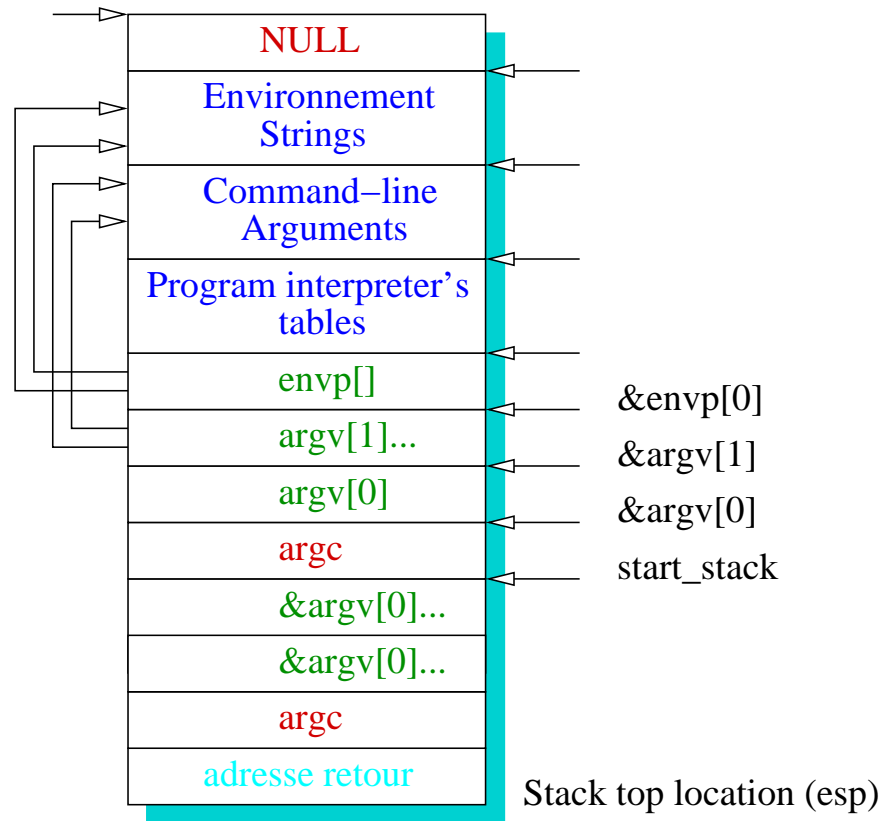 NULL
Environnement
Strings
Command−line
Arguments
Program interpreter’s
tables
envp[]
&envp[0]
argv[1]...
&argv[1]
argv[0]
&argv[0]
argc
start_stack
&argv[0]...
&argv[0]...
argc
adresse retour
Stack top location (esp)